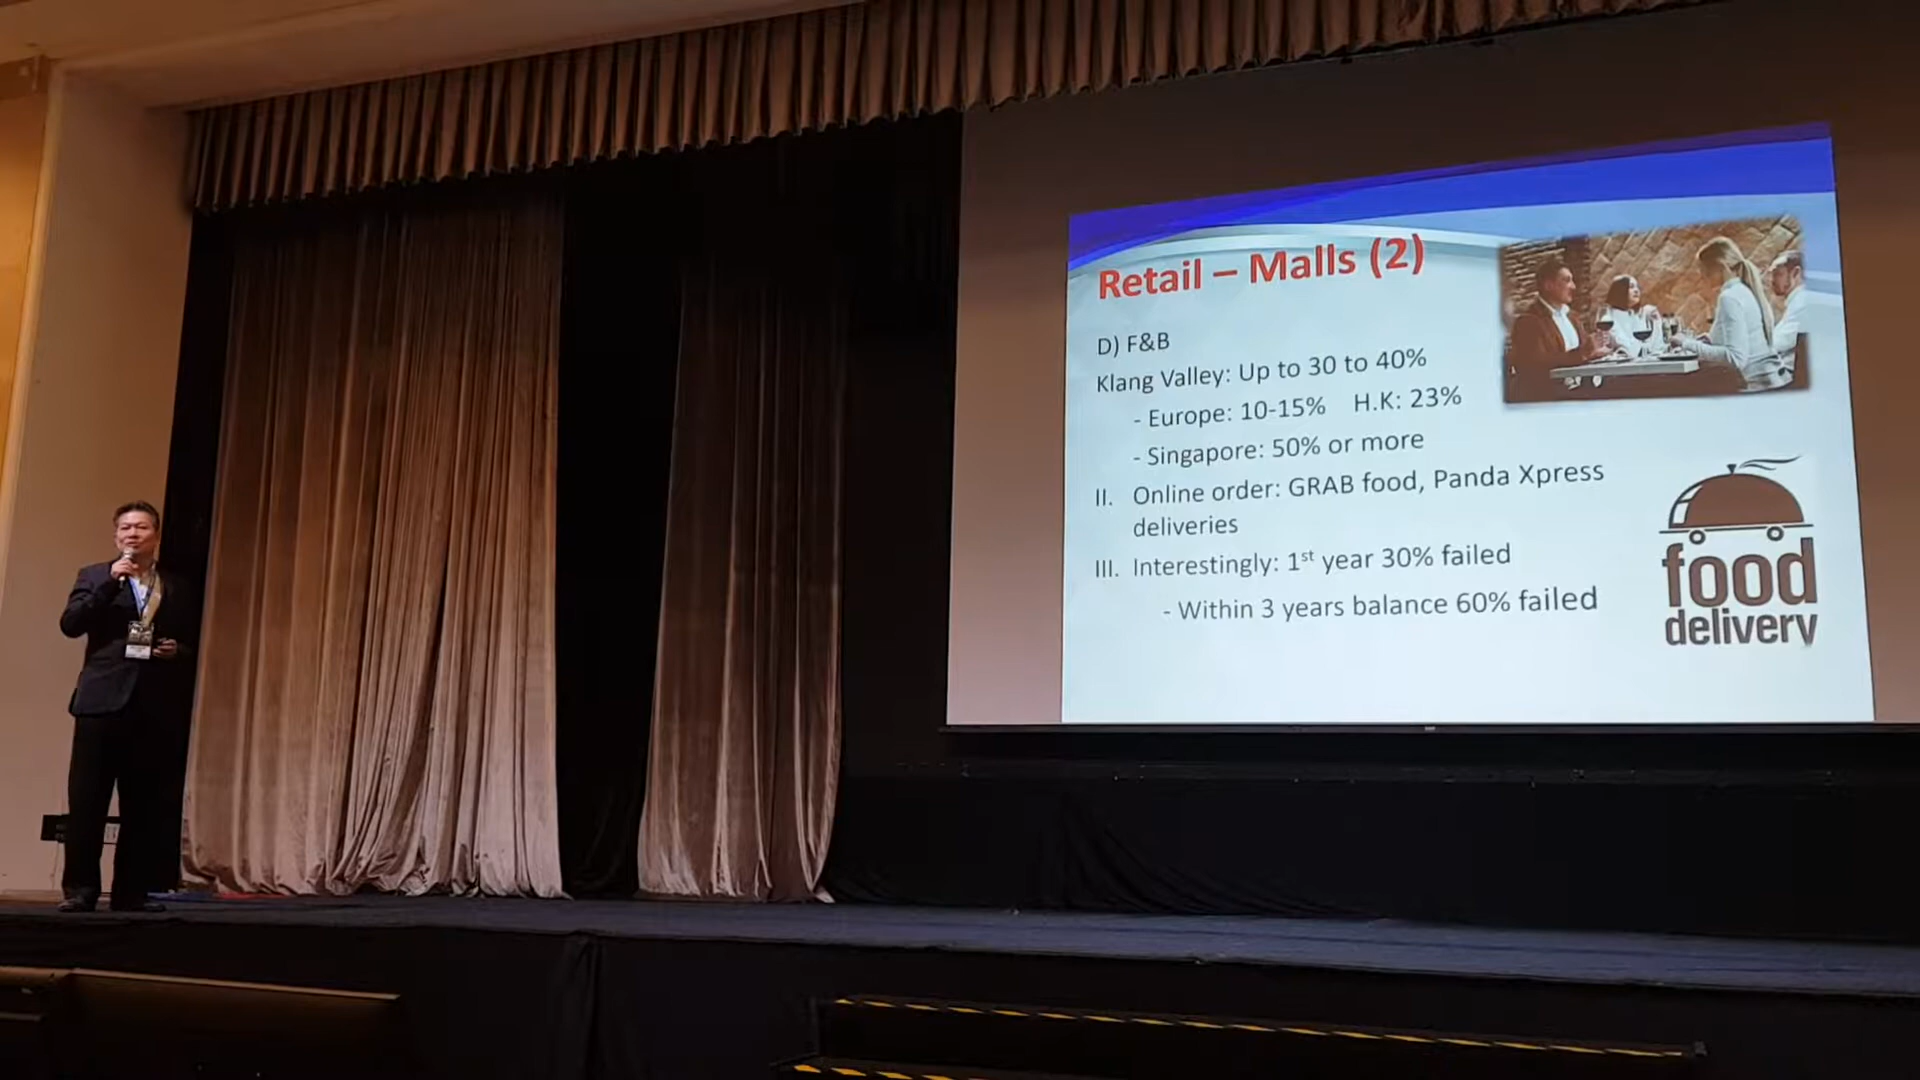 Retail – Malls (2)
D) F&B
Klang Valley: Up to 30 to 40%
- Europe: 10-15% H.K: 23%
- Singapore: 50% or more
II. Online order: GRAB food, Panda Xpress
deliveries
III. Interestingly: 1st year 30% failed
- Within 3 years balance 60% failed
food
delivery